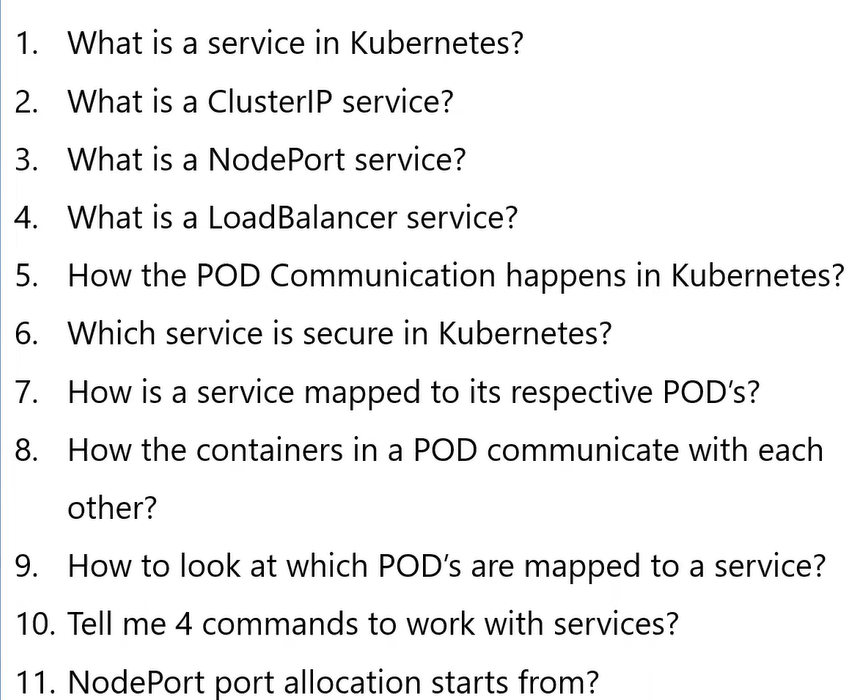 1. What is a service in Kubernetes?
2. What is a ClusterIP service?
3. What is a NodePort service?
4. What is a LoadBalancer service?
5. How the POD Communication happens in Kubernetes?
6. Which service is secure in Kubernetes?
7. How is a service mapped to its respective POD’s?
8. How the containers in a POD communicate with each
other?
9. How to look at which POD’s are mapped to a service?
10. Tell me 4 commands to work with services?
11. NodePort port allocation starts from?